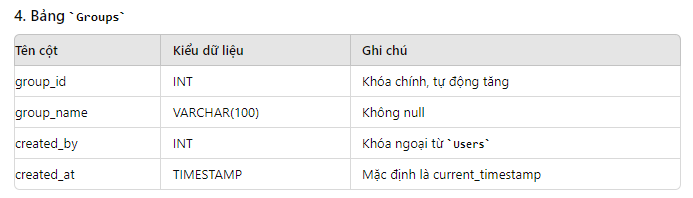 4. Bảng `Groups`
Tên cột Kiểu dữ liệu Ghi chú
group_id INT Khóa chính, tự động tăng
group_name VARCHAR(100) Không null
created_by INT Khóa ngoại từ `Users`
created_at TIMESTAMP Mặc định là current_timestamp